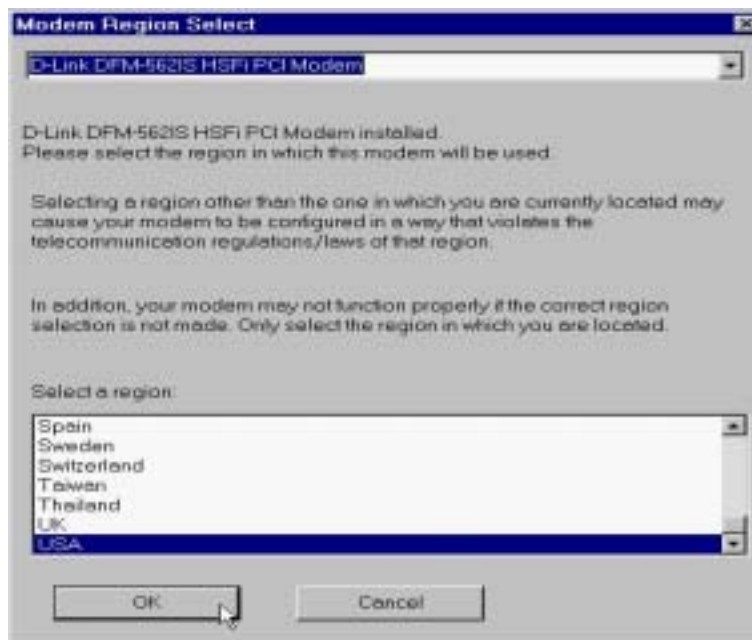 Modem Region Select
D-Link DFM-562IS HSFi PCI Modem
D-Link DFM-562IS HSFi PCI Modem installed.
Please select the region in which this modem will be used.
Selecting a region other than the one in which you are currently located may
cause your modem to be configured in a way that violates the
telecommunication regulations/laws of that region.
In addition, your modem may not function properly if the correct region
selection is not made. Only select the region in which you are located.
Select a region:
Spain
Sweden
Switzerland
Taiwan
Thailand
UK
USA
OK
Cancel